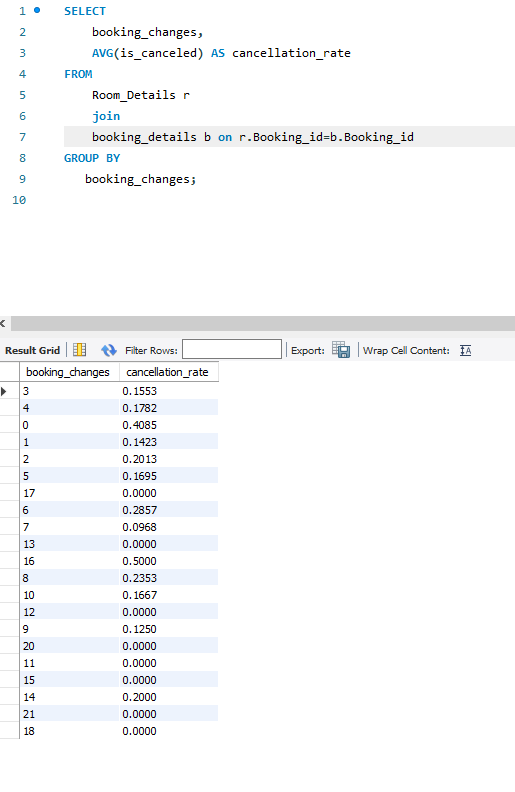 1 SELECT
2 booking_changes,
3 AVG(is_canceled) AS cancellation_rate
4 FROM
5 Room_Details r
6 join
7 booking_details b on r.Booking_id=b.Booking_id
8 GROUP BY
9 booking_changes;
10
Result Grid Filter Rows: Export: Wrap Cell Content:
booking_changes cancellation_rate
3 0.1553
4 0.1782
0 0.4085
1 0.1423
2 0.2013
5 0.1695
17 0.0000
6 0.2857
7 0.0968
13 0.0000
16 0.5000
8 0.2353
10 0.1667
12 0.0000
9 0.1250
20 0.0000
11 0.0000
15 0.0000
14 0.2000
21 0.0000
18 0.0000